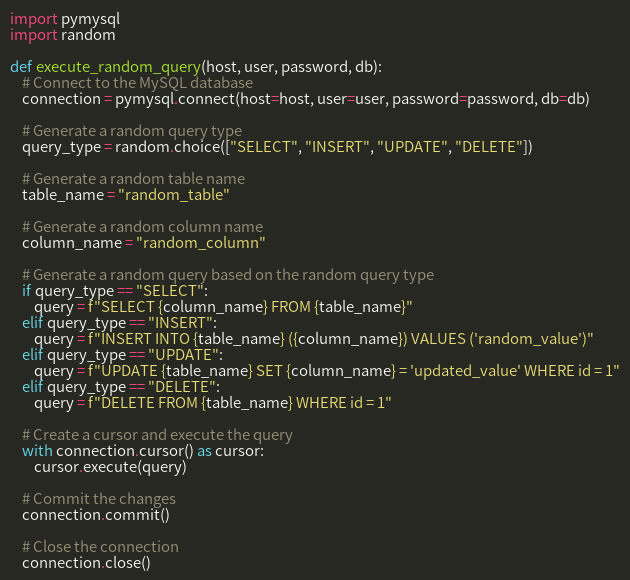 import pymysql
import random

def execute_random_query(host, user, password, db):
    # Connect to the MySQL database
    connection = pymysql.connect(host=host, user=user, password=password, db=db)

    # Generate a random query type
    query_type = random.choice(["SELECT", "INSERT", "UPDATE", "DELETE"])

    # Generate a random table name
    table_name = "random_table"

    # Generate a random column name
    column_name = "random_column"

    # Generate a random query based on the random query type
    if query_type == "SELECT":
        query = f"SELECT {column_name} FROM {table_name}"
    elif query_type == "INSERT":
        query = f"INSERT INTO {table_name} ({column_name}) VALUES ('random_value')"
    elif query_type == "UPDATE":
        query = f"UPDATE {table_name} SET {column_name} = 'updated_value' WHERE id = 1"
    elif query_type == "DELETE":
        query = f"DELETE FROM {table_name} WHERE id = 1"

    # Create a cursor and execute the query
    with connection.cursor() as cursor:
        cursor.execute(query)

    # Commit the changes
    connection.commit()

    # Close the connection
    connection.close()